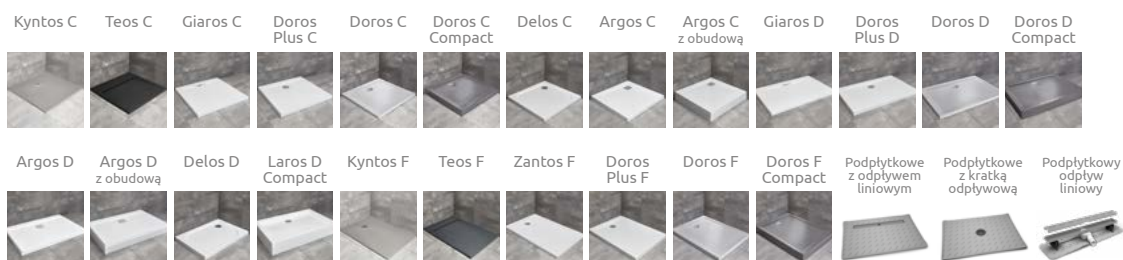 Kyntos C
Teos C
Giaros C
Doros
Plus C
Doros C
Doros C
Compact
Delos C
Argos C
Argos C
z obudową
Giaros D
Doros
Plus D
Doros D
Doros D
Compact
Argos D
Argos D
z obudową
Delos D
Laros D
Compact
Kyntos F
Teos F
Zantos F
Doros
Plus F
Doros F
Doros F
Compact
Podpłytkowe
z odpływem
liniowym
Podpłytkowe
z kratką
odpływową
Podpłytkowy
odpływ
liniowy